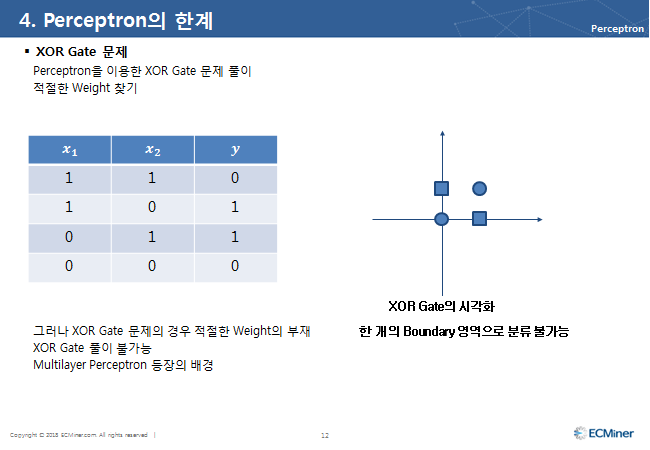 4. Perceptron의 한계
Perceptron
▪ XOR Gate 문제
Perceptron을 이용한 XOR Gate 문제 풀이
적절한 Weight 찾기
x₁ x₂ y
1 1 0
1 0 1
0 1 1
0 0 0
XOR Gate의 시각화
한 개의 Boundary 영역으로 분류 불가능
그러나 XOR Gate 문제의 경우 적절한 Weight의 부재
XOR Gate 풀이 불가능
Multilayer Perceptron 등장의 배경
Copyright © 2018 ECMiner.com. All rights reserved |
12
ECMiner